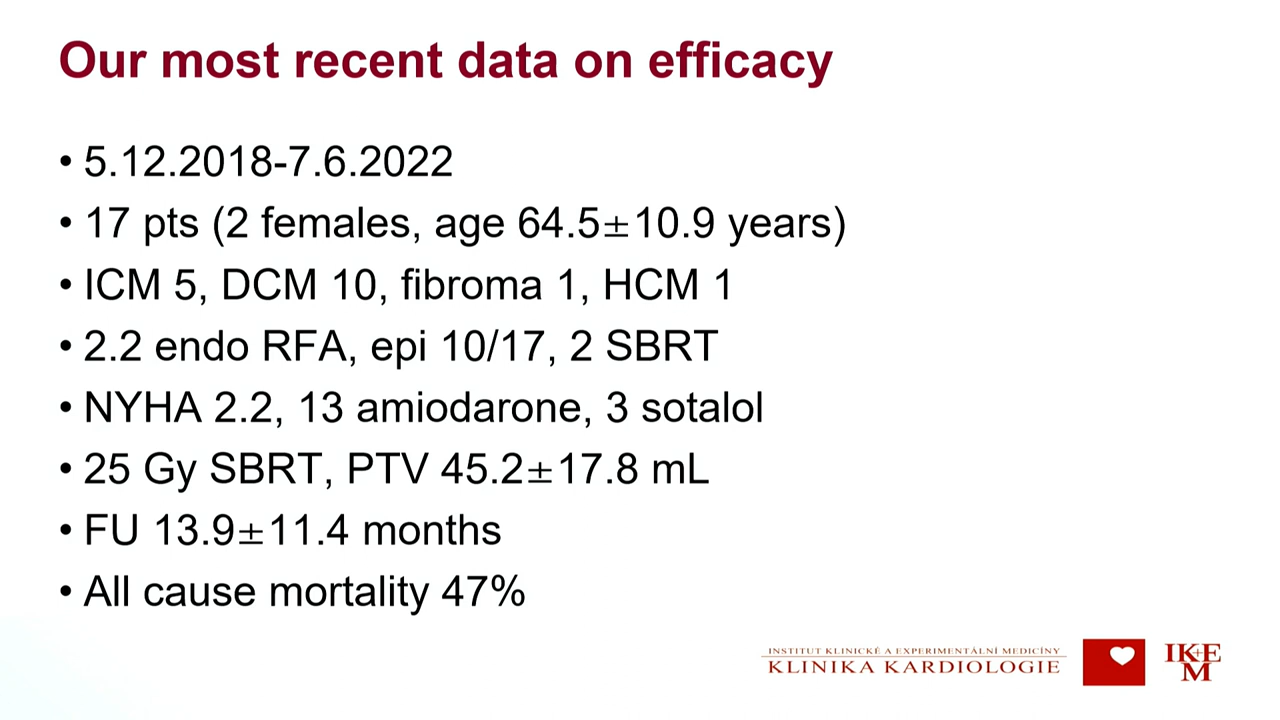 Our most recent data on efficacy
• 5.12.2018-7.6.2022
• 17 pts (2 females, age 64.5±10.9 years)
• ICM 5, DCM 10, fibroma 1, HCM 1
• 2.2 endo RFA, epi 10/17, 2 SBRT
• NYHA 2.2, 13 amiodarone, 3 sotalol
• 25 Gy SBRT, PTV 45.2±17.8 mL
• FU 13.9±11.4 months
• All cause mortality 47%
INSTITUT KLINICKÉ A EXPERIMENTÁLNÍ MEDICÍNY
KLINIKA KARDIOLOGIE
IK+E
M